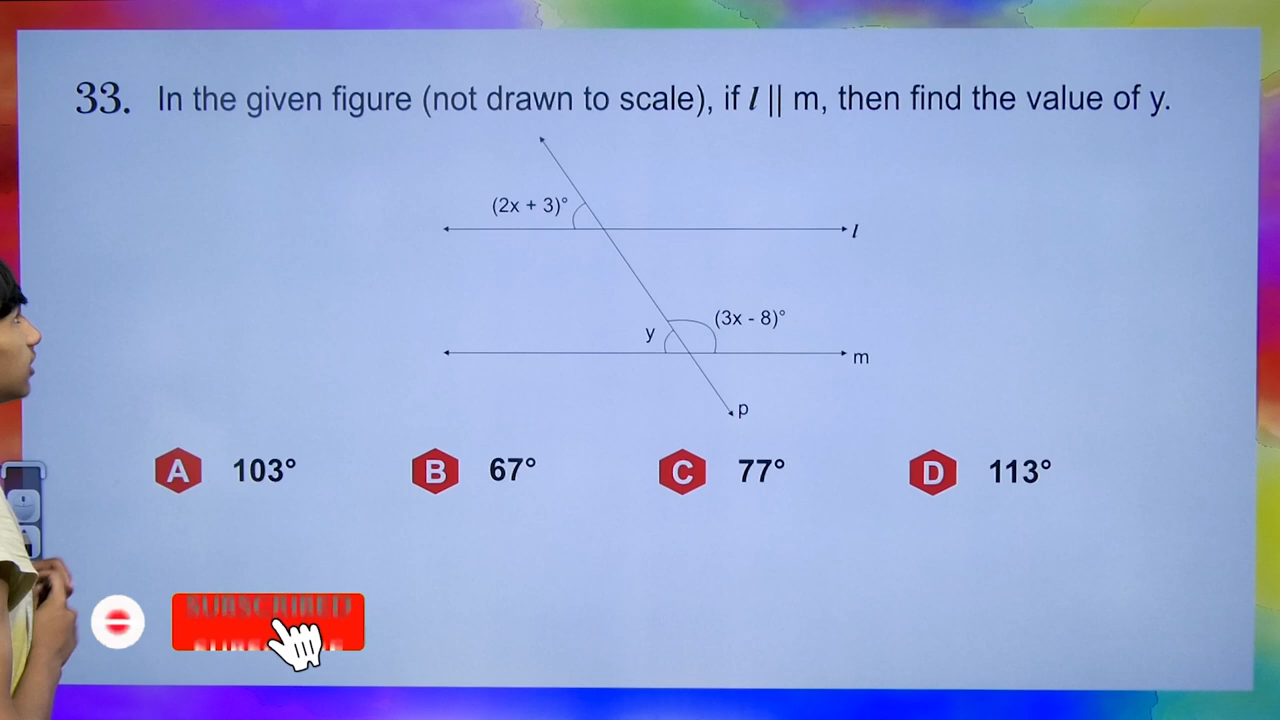 33. In the given figure (not drawn to scale), if l || m, then find the value of y.
(2x + 3)°
l
(3x - 8)°
y
m
p
A 103° B 67° C 77° D 113°
SUBSCRIBED